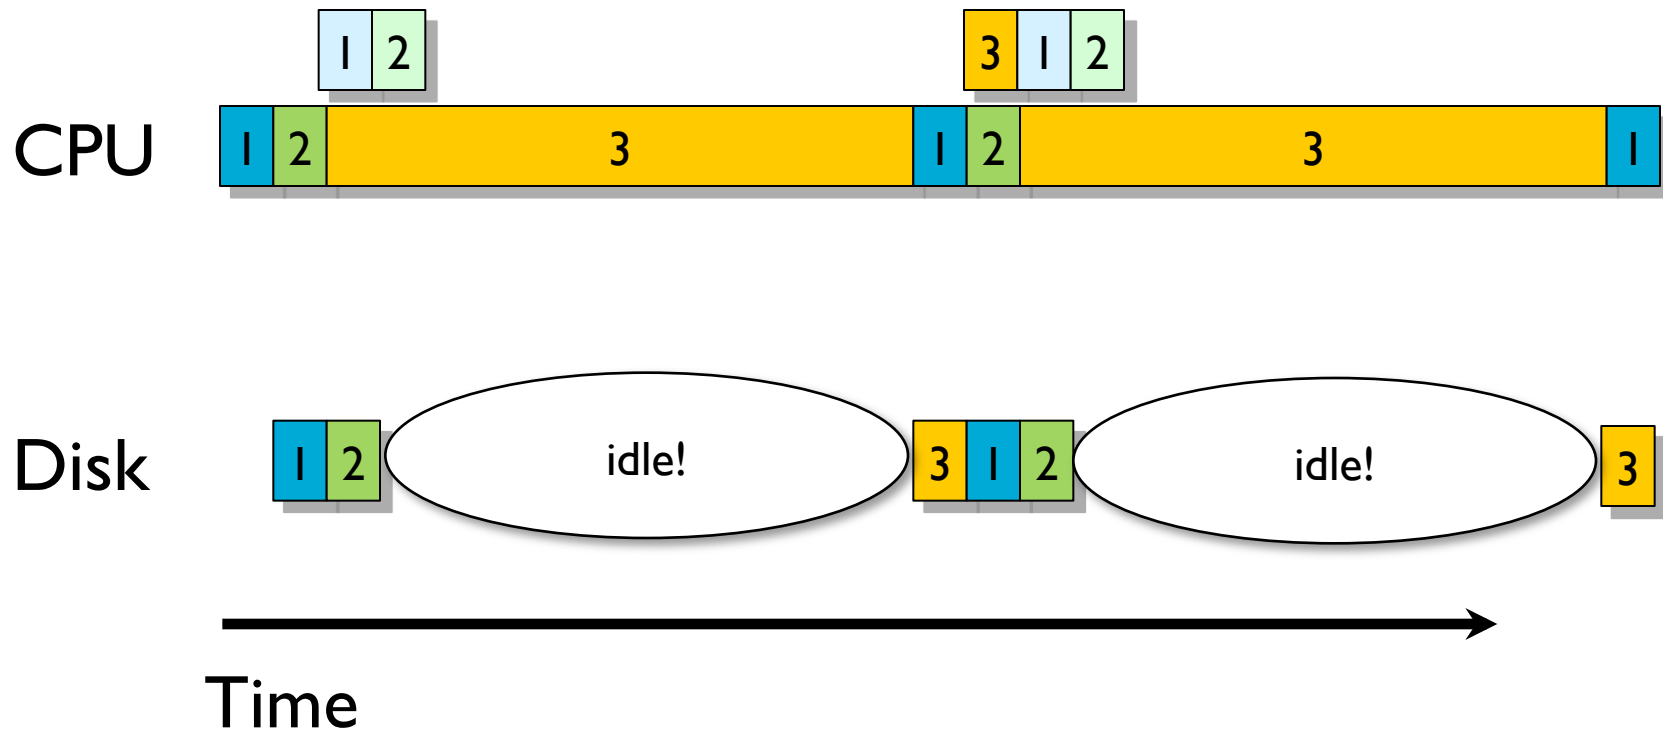 1 2 3 1 2
CPU 1 2 3 1 2 3 1
Disk 1 2 idle! 3 1 2 idle! 3
Time